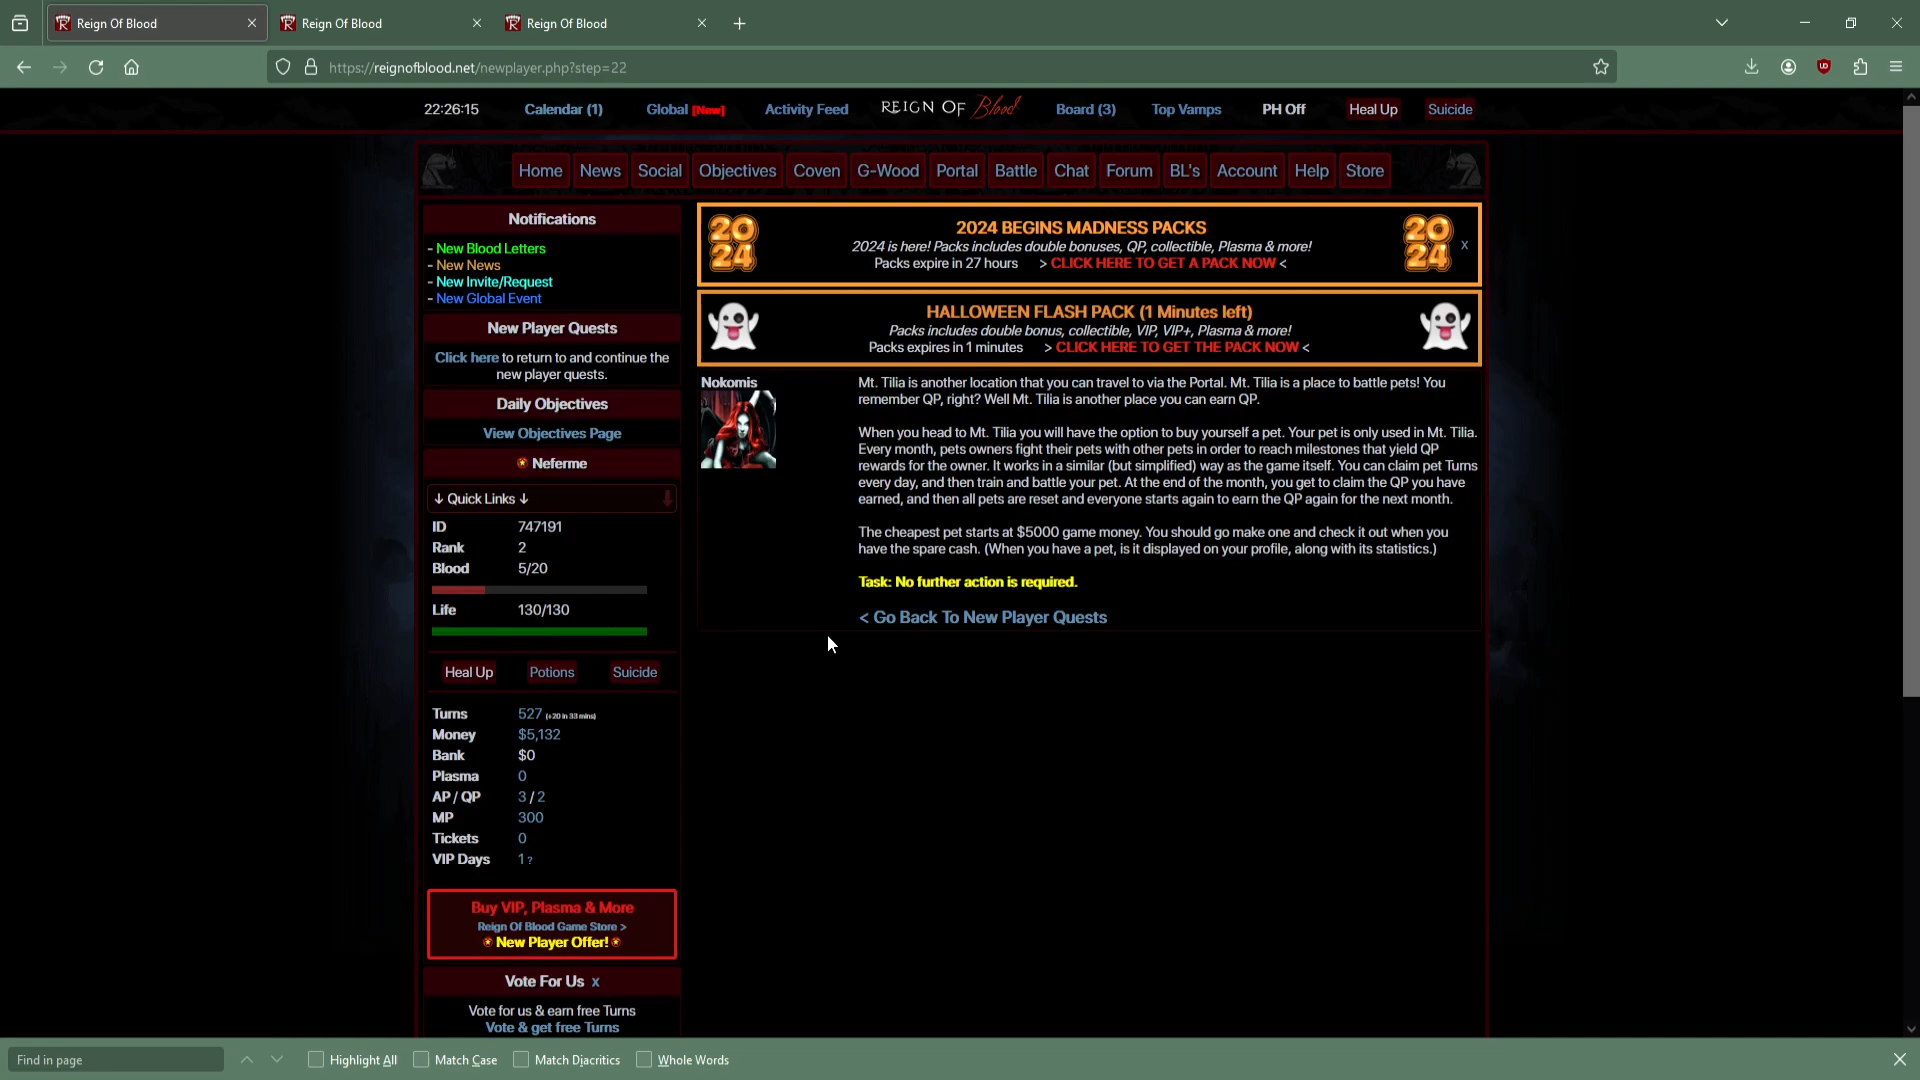 Reign Of Blood
Reign Of Blood
Reign Of Blood
https://reignofblood.net/newplayer.php?step=22
22:26:15
Calendar (1)
Global [New]
Activity Feed
REIGN OF Blood
Board (3)
Top Vamps
PH Off
Heal Up
Suicide
Home
News
Social
Objectives
Coven
G-Wood
Portal
Battle
Chat
Forum
BL's
Account
Help
Store
Notifications
- New Blood Letters
- New News
- New Invite/Request
- New Global Event
New Player Quests
Click here to return to and continue the
new player quests.
Daily Objectives
View Objectives Page
Neferme
↓ Quick Links ↓
ID 747191
Rank 2
Blood 5/20
Life 130/130
Heal Up Potions Suicide
Turns 527 (+20 in 33 mins)
Money $5,132
Bank $0
Plasma 0
AP / QP 3 / 2
MP 300
Tickets 0
VIP Days 1 ?
Buy VIP, Plasma & More
Reign Of Blood Game Store >
New Player Offer!
Vote For Us x
Vote for us & earn free Turns
Vote & get free Turns
2024
2024 BEGINS MADNESS PACKS
2024 is here! Packs includes double bonuses, QP, collectible, Plasma & more!
Packs expire in 27 hours > CLICK HERE TO GET A PACK NOW <
2024
x
HALLOWEEN FLASH PACK (1 Minutes left)
Packs includes double bonus, collectible, VIP, VIP+, Plasma & more!
Packs expires in 1 minutes > CLICK HERE TO GET THE PACK NOW <
Nokomis
Mt. Tilia is another location that you can travel to via the Portal. Mt. Tilia is a place to battle pets! You
remember QP, right? Well Mt. Tilia is another place you can earn QP.
When you head to Mt. Tilia you will have the option to buy yourself a pet. Your pet is only used in Mt. Tilia.
Every month, pets owners fight their pets with other pets in order to reach milestones that yield QP
rewards for the owner. It works in a similar (but simplified) way as the game itself. You can claim pet Turns
every day, and then train and battle your pet. At the end of the month, you get to claim the QP you have
earned, and then all pets are reset and everyone starts again to earn the QP again for the next month.
The cheapest pet starts at $5000 game money. You should go make one and check it out when you
have the spare cash. (When you have a pet, is it displayed on your profile, along with its statistics.)
Task: No further action is required.
< Go Back To New Player Quests
Find in page
Highlight All
Match Case
Match Diacritics
Whole Words